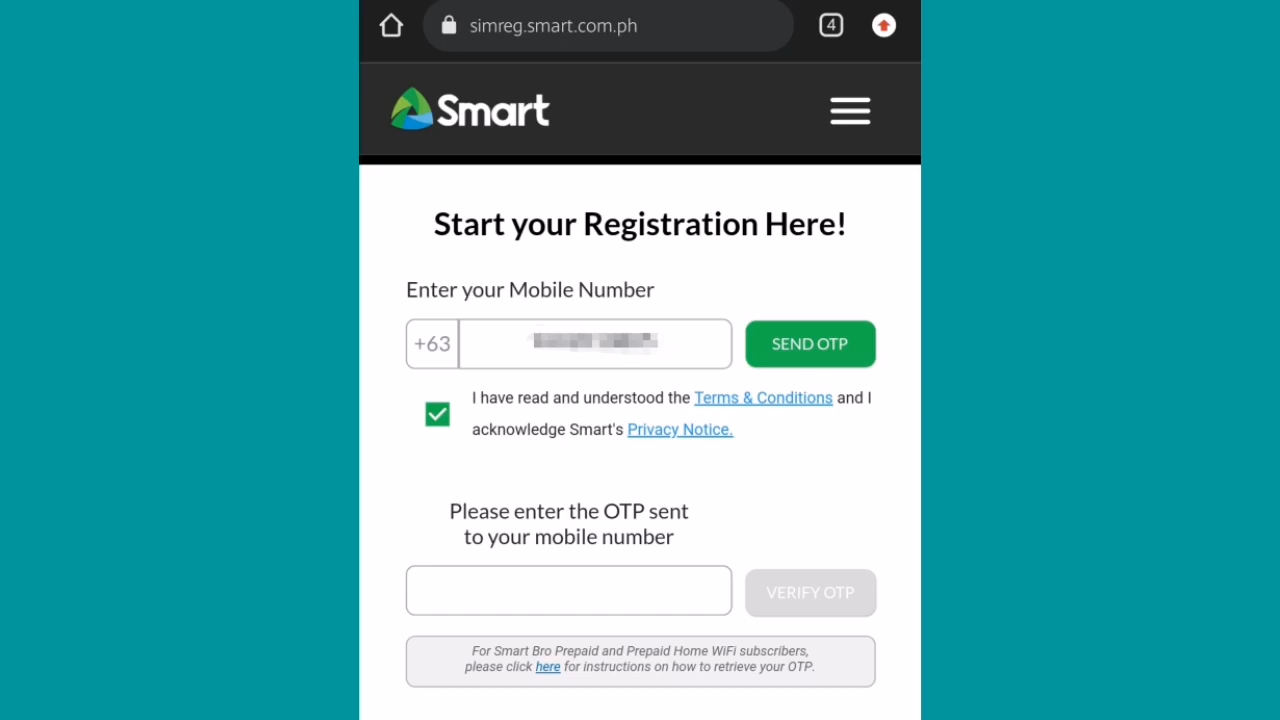 simreg.smart.com.ph
4
Smart
Start your Registration Here!
Enter your Mobile Number
+63
SEND OTP
I have read and understood the Terms & Conditions and I
acknowledge Smart's Privacy Notice.
Please enter the OTP sent
to your mobile number
VERIFY OTP
For Smart Bro Prepaid and Prepaid Home WiFi subscribers,
please click here for instructions on how to retrieve your OTP.